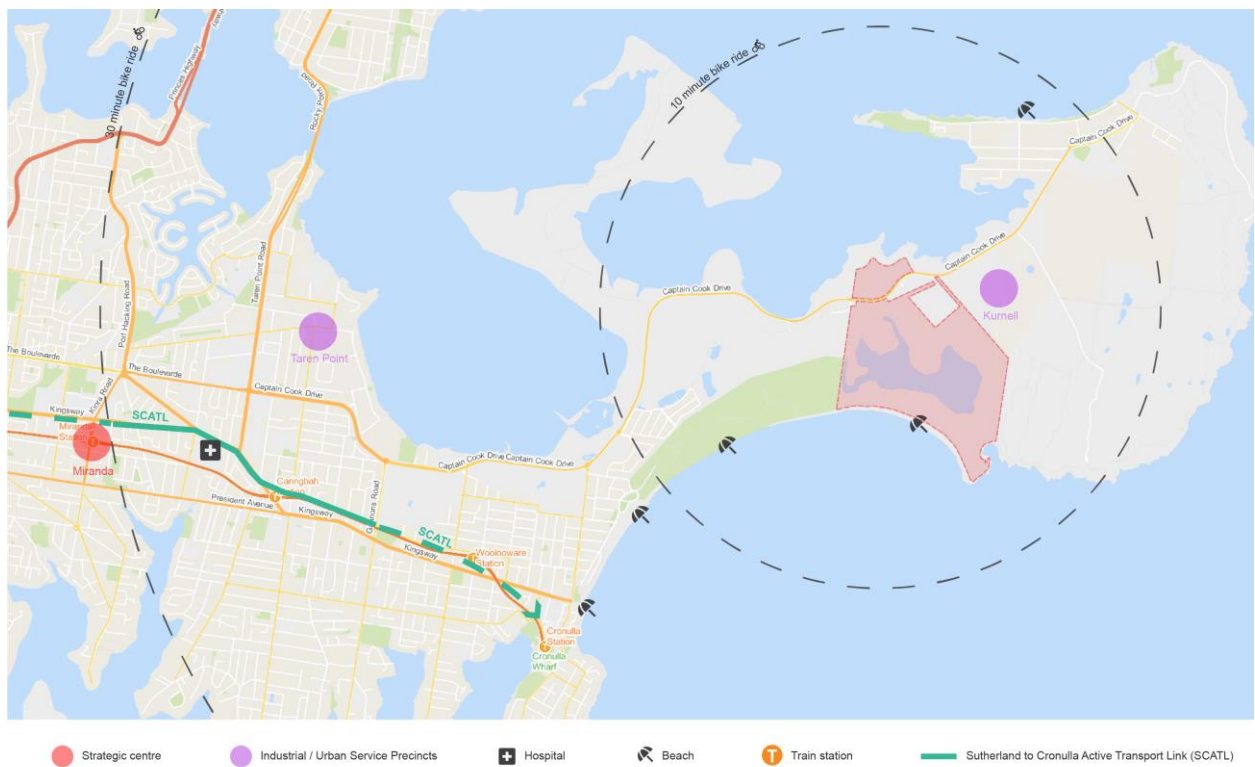 30 minute bike ride
Princes Highway
Rocky Point Road
10 minute bike ride
Captain Cook Drive
Captain Cook Drive
Captain Cook Drive
Captain Cook Drive
Kurnell
Port Hacking Road
Taren Point Road
Taren Point
The Boulevarde
The Boulevarde
Captain Cook Drive
Kiora Road
Kingsway
SCATL
Miranda
Station
Miranda
Captain Cook Drive
Captain Cook Drive
Caringbah
President Avenue
Kingsway
SCATL
Kingsway
Woolooware
Station
Cronulla
Station
Cronulla
Wharf
Strategic centre
Industrial / Urban Service Precincts
Hospital
Beach
T
Train station
Sutherland to Cronulla Active Transport Link (SCATL)